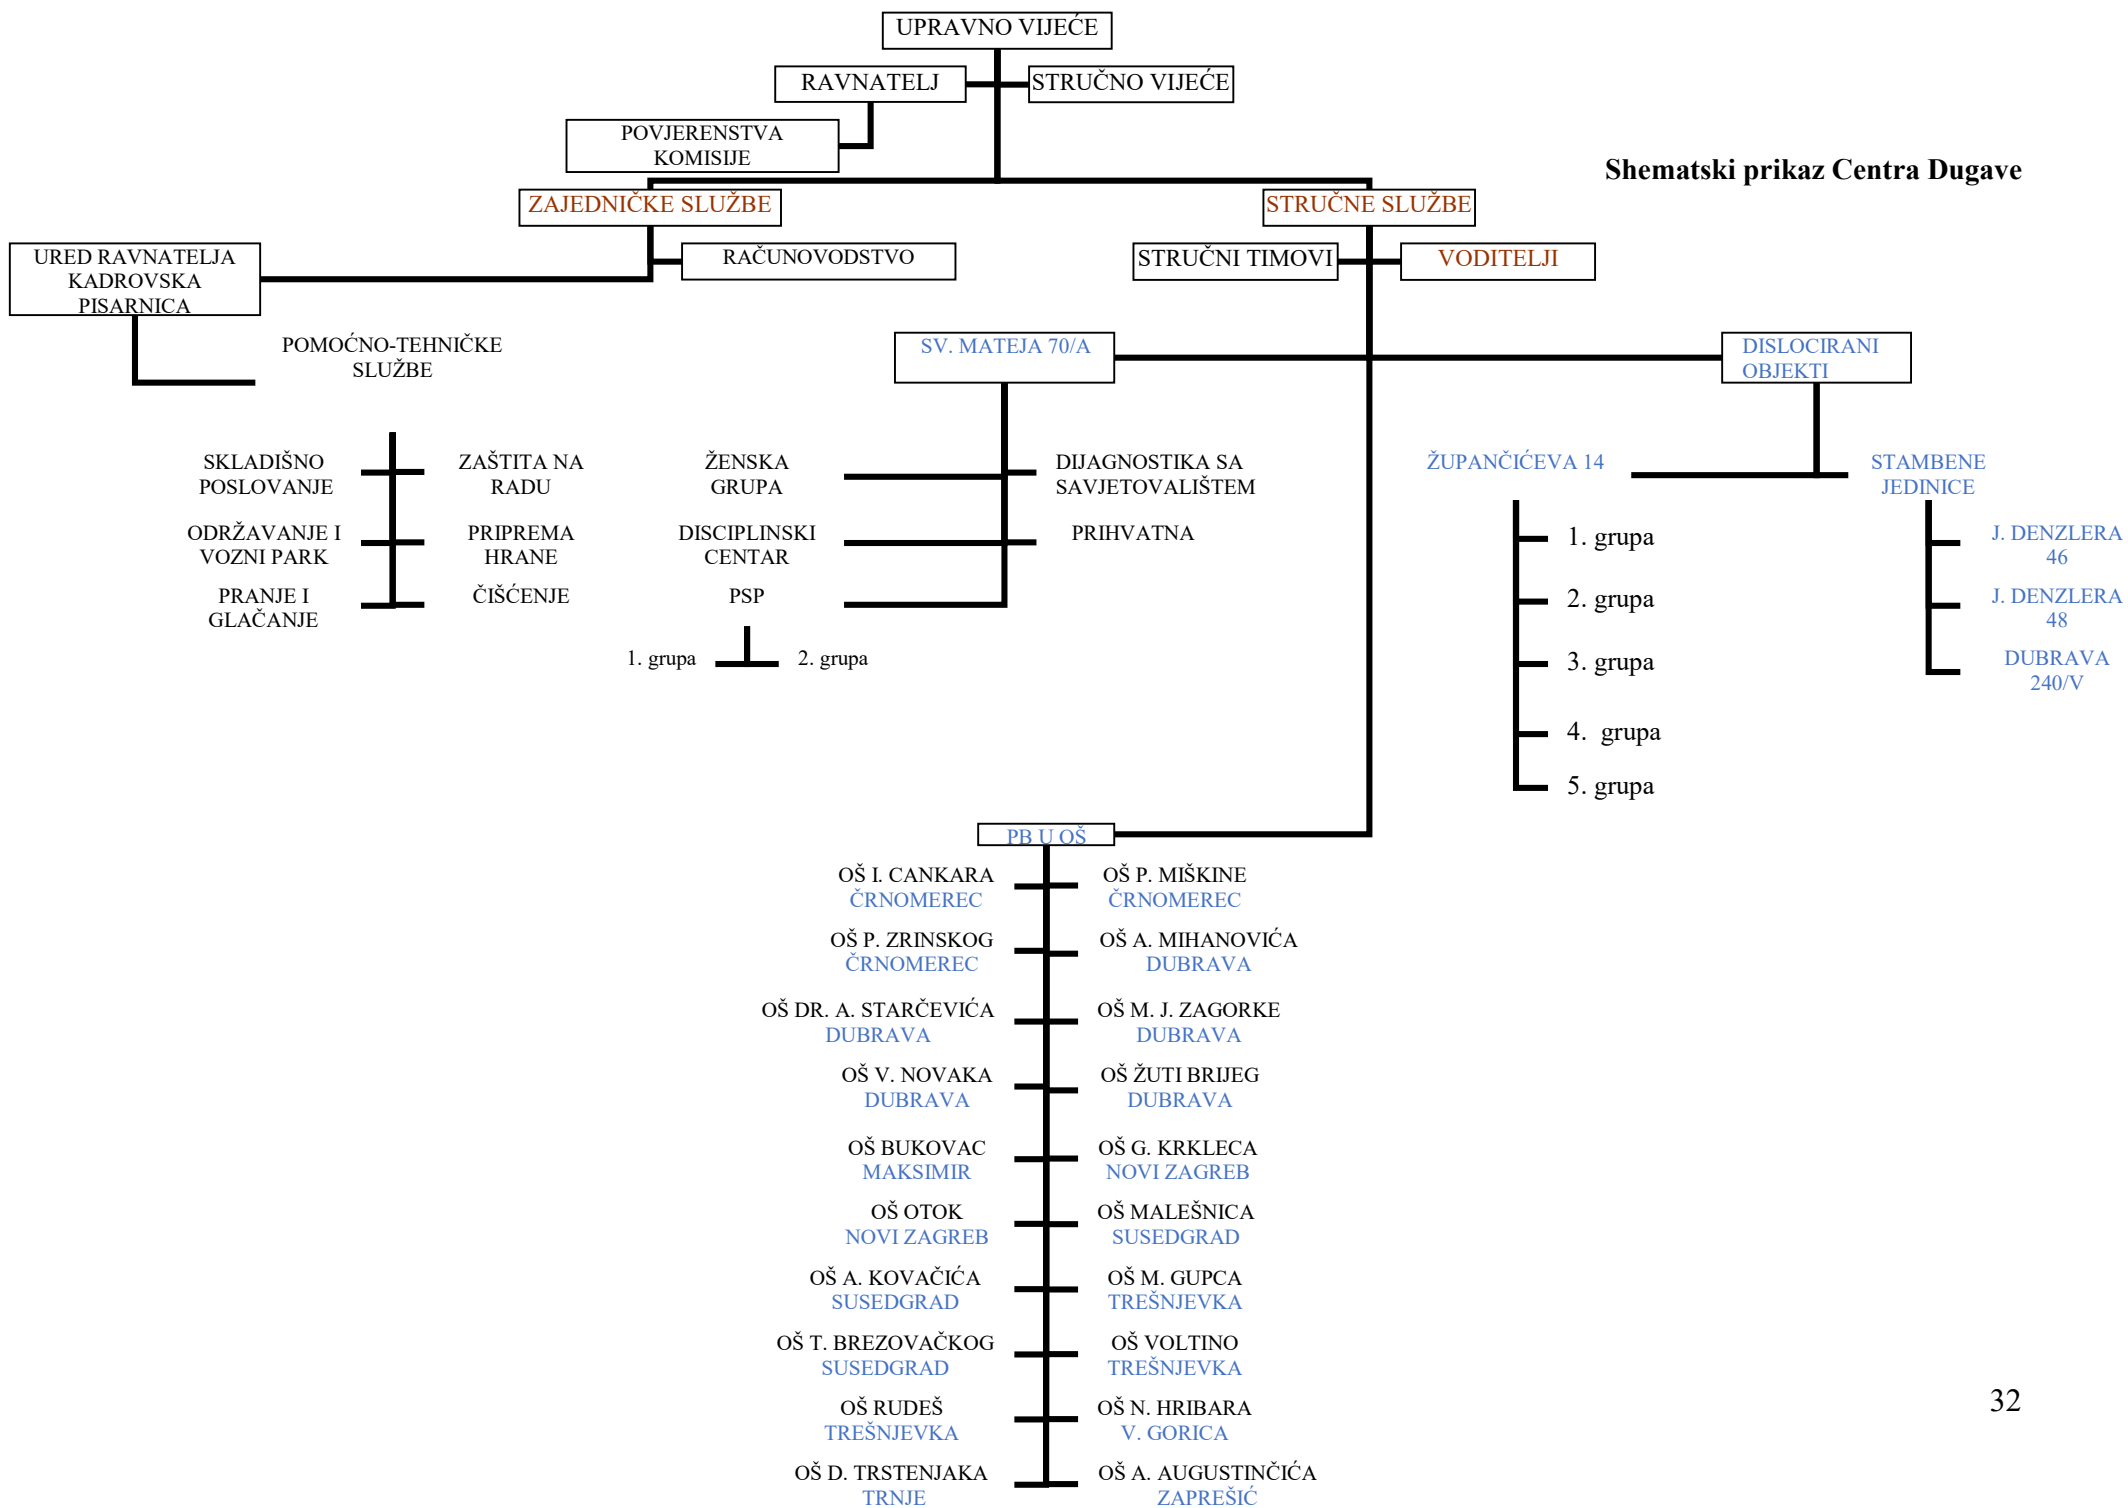 UPRAVNO VIJEĆE
RAVNATELJ
STRUČNO VIJEĆE
POVJERENSTVA
KOMISIJE
Shematski prikaz Centra Dugave
ZAJEDNIČKE SLUŽBE
STRUČNE SLUŽBE
URED RAVNATELJA
KADROVSKA
PISARNICA
RAČUNOVODSTVO
STRUČNI TIMOVI
VODITELJI
POMOĆNO-TEHNIČKE
SLUŽBE
SV. MATEJA 70/A
DISLOCIRANI
OBJEKTI
SKLADIŠNO
POSLOVANJE
ZAŠTITA NA
RADU
ODRŽAVANJE I
VOZNI PARK
PRIPREMA
HRANE
PRANJE I
GLAČANJE
ČIŠĆENJE
ŽENSKA
GRUPA
DIJAGNOSTIKA SA
SAVJETOVALIŠTEM
DISCIPLINSKI
CENTAR
PRIHVATNA
PSP
1. grupa
2. grupa
ŽUPANČIĆEVA 14
1. grupa
2. grupa
3. grupa
4. grupa
5. grupa
STAMBENE
JEDINICE
J. DENZLERA
46
J. DENZLERA
48
DUBRAVA
240/V
PB U OŠ
OŠ I. CANKARA
ČRNOMEREC
OŠ P. MIŠKINE
ČRNOMEREC
OŠ P. ZRINSKOG
ČRNOMEREC
OŠ A. MIHANOVIĆA
DUBRAVA
OŠ DR. A. STARČEVIĆA
DUBRAVA
OŠ M. J. ZAGORKE
DUBRAVA
OŠ V. NOVAKA
DUBRAVA
OŠ ŽUTI BRIJEG
DUBRAVA
OŠ BUKOVAC
MAKSIMIR
OŠ G. KRKLECA
NOVI ZAGREB
OŠ OTOK
NOVI ZAGREB
OŠ MALEŠNICA
SUSEDGRAD
OŠ A. KOVAČIĆA
SUSEDGRAD
OŠ M. GUPCA
TREŠNJEVKA
OŠ T. BREZOVAČKOG
SUSEDGRAD
OŠ VOLTINO
TREŠNJEVKA
OŠ RUDEŠ
TREŠNJEVKA
OŠ N. HRIBARA
V. GORICA
OŠ D. TRSTENJAKA
TRNJE
OŠ A. AUGUSTINČIĆA
ZAPREŠIĆ
32